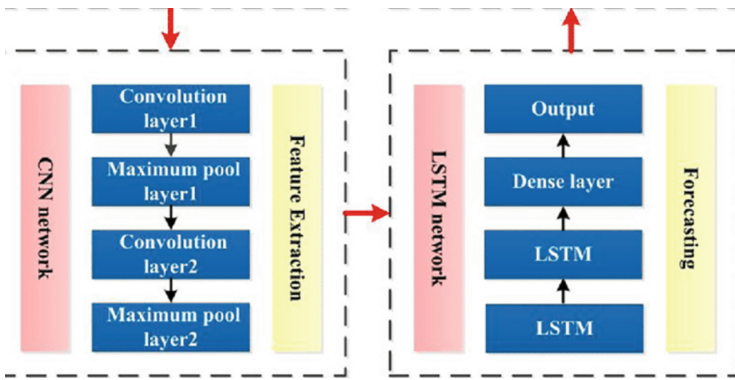 CNN network
Convolution
layer1
Maximum pool
layer1
Convolution
layer2
Maximum pool
layer2
Feature Extraction
LSTM network
Output
Dense layer
LSTM
LSTM
Forecasting